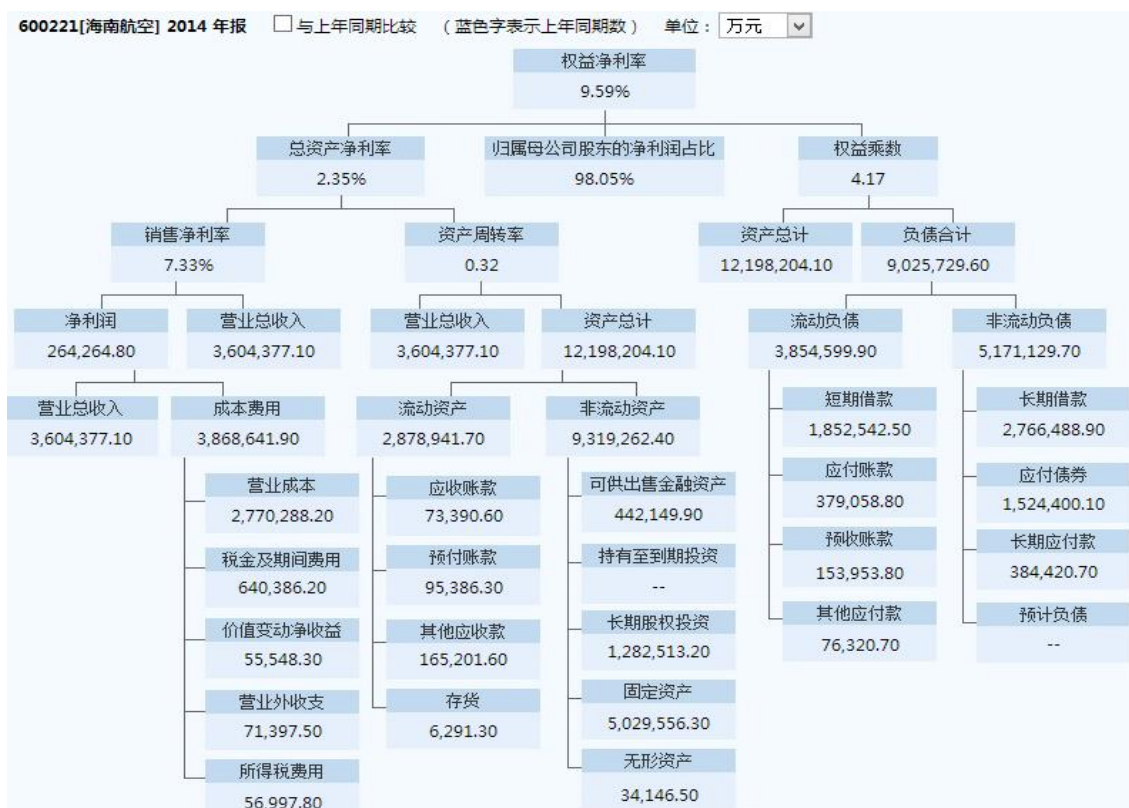 600221[海南航空] 2014 年报 与上年同期比较 （蓝色字表示上年同期数） 单位： 万元
权益净利率
9.59%
总资产净利率 归属母公司股东的净利润占比 权益乘数
2.35% 98.05% 4.17
销售净利率 资产周转率 资产总计 负债合计
7.33% 0.32 12,198,204.10 9,025,729.60
净利润 营业总收入 营业总收入 资产总计 流动负债 非流动负债
264,264.80 3,604,377.10 3,604,377.10 12,198,204.10 3,854,599.90 5,171,129.70
营业总收入 成本费用 流动资产 非流动资产 短期借款 长期借款
3,604,377.10 3,868,641.90 2,878,941.70 9,319,262.40 1,852,542.50 2,766,488.90
营业成本 应收账款 可供出售金融资产 应付账款 应付债券
2,770,288.20 73,390.60 442,149.90 379,058.80 1,524,400.10
税金及期间费用 预付账款 持有至到期投资 预收账款 长期应付款
640,386.20 95,386.30 -- 153,953.80 384,420.70
价值变动净收益 其他应收款 长期股权投资 其他应付款 预计负债
55,548.30 165,201.60 1,282,513.20 76,320.70 --
营业外收支 存货 固定资产
71,397.50 6,291.30 5,029,556.30
所得税费用 无形资产
56,997.80 34,146.50